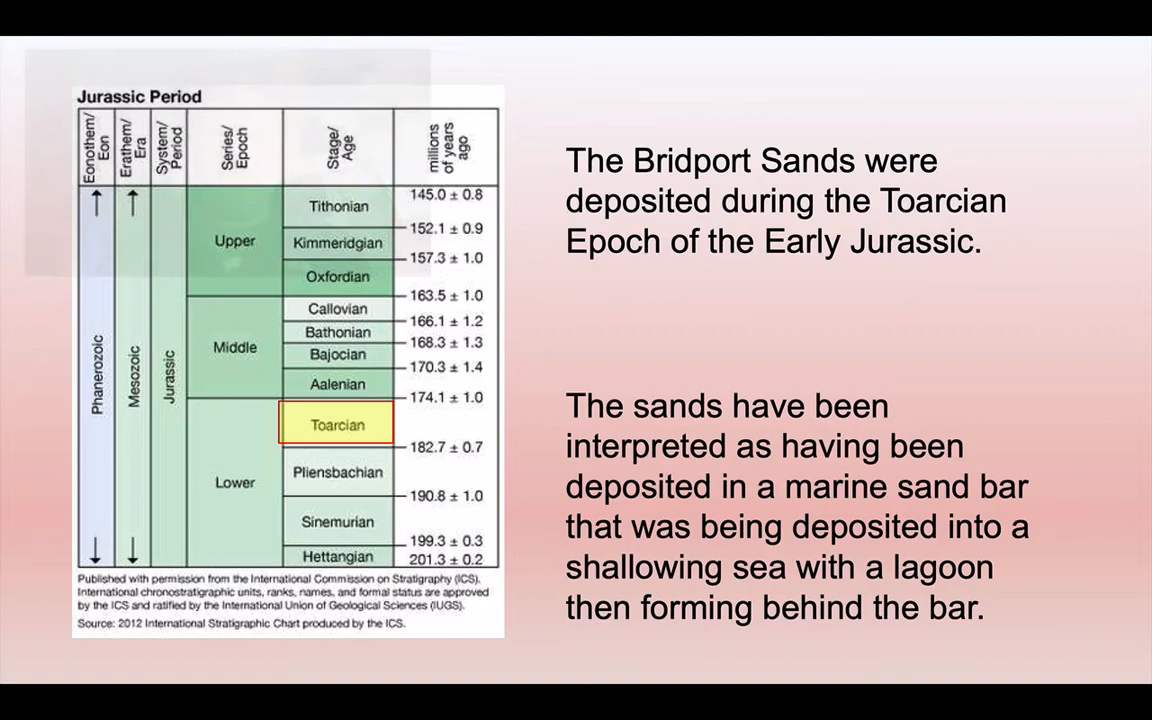 Jurassic Period
Eonothem/
Eon
Erathem/
Era
System/
Period
Series/
Epoch
Stage/
Age
millions
of years
ago
Phanerozoic
Mesozoic
Jurassic
Upper
Middle
Lower
Tithonian
Kimmeridgian
Oxfordian
Callovian
Bathonian
Bajocian
Aalenian
Toarcian
Pliensbachian
Sinemurian
Hettangian
145.0 ± 0.8
152.1 ± 0.9
157.3 ± 1.0
163.5 ± 1.0
166.1 ± 1.2
168.3 ± 1.3
170.3 ± 1.4
174.1 ± 1.0
182.7 ± 0.7
190.8 ± 1.0
199.3 ± 0.3
201.3 ± 0.2
Published with permission from the International Commission on Stratigraphy (ICS).
International chronostratigraphic units, ranks, names, and formal status are approved
by the ICS and ratified by the International Union of Geological Sciences (IUGS).
Source: 2012 International Stratigraphic Chart produced by the ICS.
The Bridport Sands were
deposited during the Toarcian
Epoch of the Early Jurassic.
The sands have been
interpreted as having been
deposited in a marine sand bar
that was being deposited into a
shallowing sea with a lagoon
then forming behind the bar.